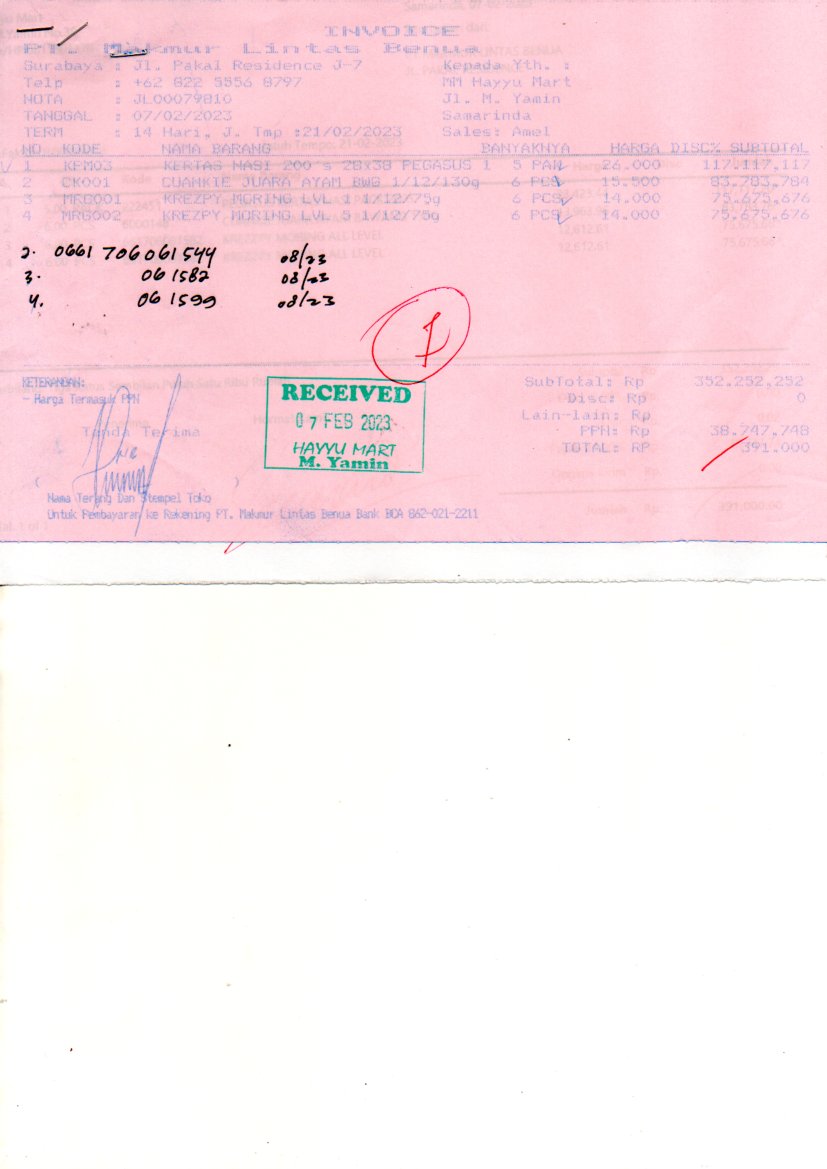 INVOICE
PT. Makmur Lintas Benua
Surabaya : Jl. Pakal Residence J-7 Kepada Yth. :
Telp : +62 822 5556 8797 MM Hayyu Mart
NOTA : JL00079810 Jl. M. Yamin
TANGGAL : 07/02/2023 Samarinda
TERM : 14 Hari. J. Tmp :21/02/2023 Sales: Amel
NO KODE NAMA BARANG BANYAKNYA HARGA DISC% SUBTOTAL
1 KPM03 KERTAS NASI 200's 28x38 PEGASUS 1 5 PAK 26.000 117.117,117
2 CK001 CUANKIE JUARA AYAM BWG 1/12/130g 6 PCS 15.500 83.783,784
3 MRG001 KREZPY MORING LVL 1 1/12/75g 6 PCS 14.000 75.675,676
4 MRG002 KREZPY MORING LVL 5 1/12/75g 6 PCS 14.000 75.675,676
2. 0661 706061544 08/23
3. 061582 08/23
4. 061599 08/23
1
KETERANGAN:
- Harga Termasuk PPN
Tanda Terima
( )
Nama Terang Dan Stempel Toko
Untuk Pembayaran ke Rekening PT. Makmur Lintas Benua Bank BCA 862-021-2211
RECEIVED
07 FEB 2023
HAYYU MART
M. Yamin
SubTotal: Rp 352.252,252
Disc: Rp 0
Lain-lain: Rp
PPN: Rp 38.747,748
TOTAL: RP 391.000